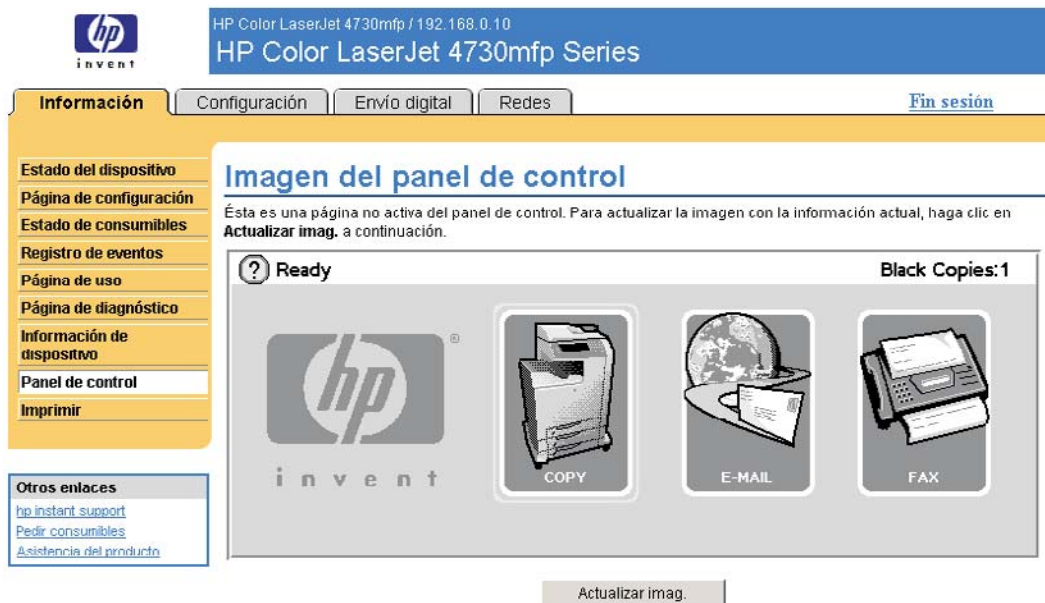 hp
invent
HP Color LaserJet 4730mfp / 192.168.0.10
HP Color LaserJet 4730mfp Series
Información
Configuración
Envío digital
Redes
Fin sesión
Estado del dispositivo
Página de configuración
Estado de consumibles
Registro de eventos
Página de uso
Página de diagnóstico
Información de
dispositivo
Panel de control
Imprimir
Otros enlaces
hp instant support
Pedir consumibles
Asistencia del producto
Imagen del panel de control
Ésta es una página no activa del panel de control. Para actualizar la imagen con la información actual, haga clic en
Actualizar imag. a continuación.
? Ready
Black Copies:1
hp ®
invent
COPY
E-MAIL
FAX
Actualizar imag.